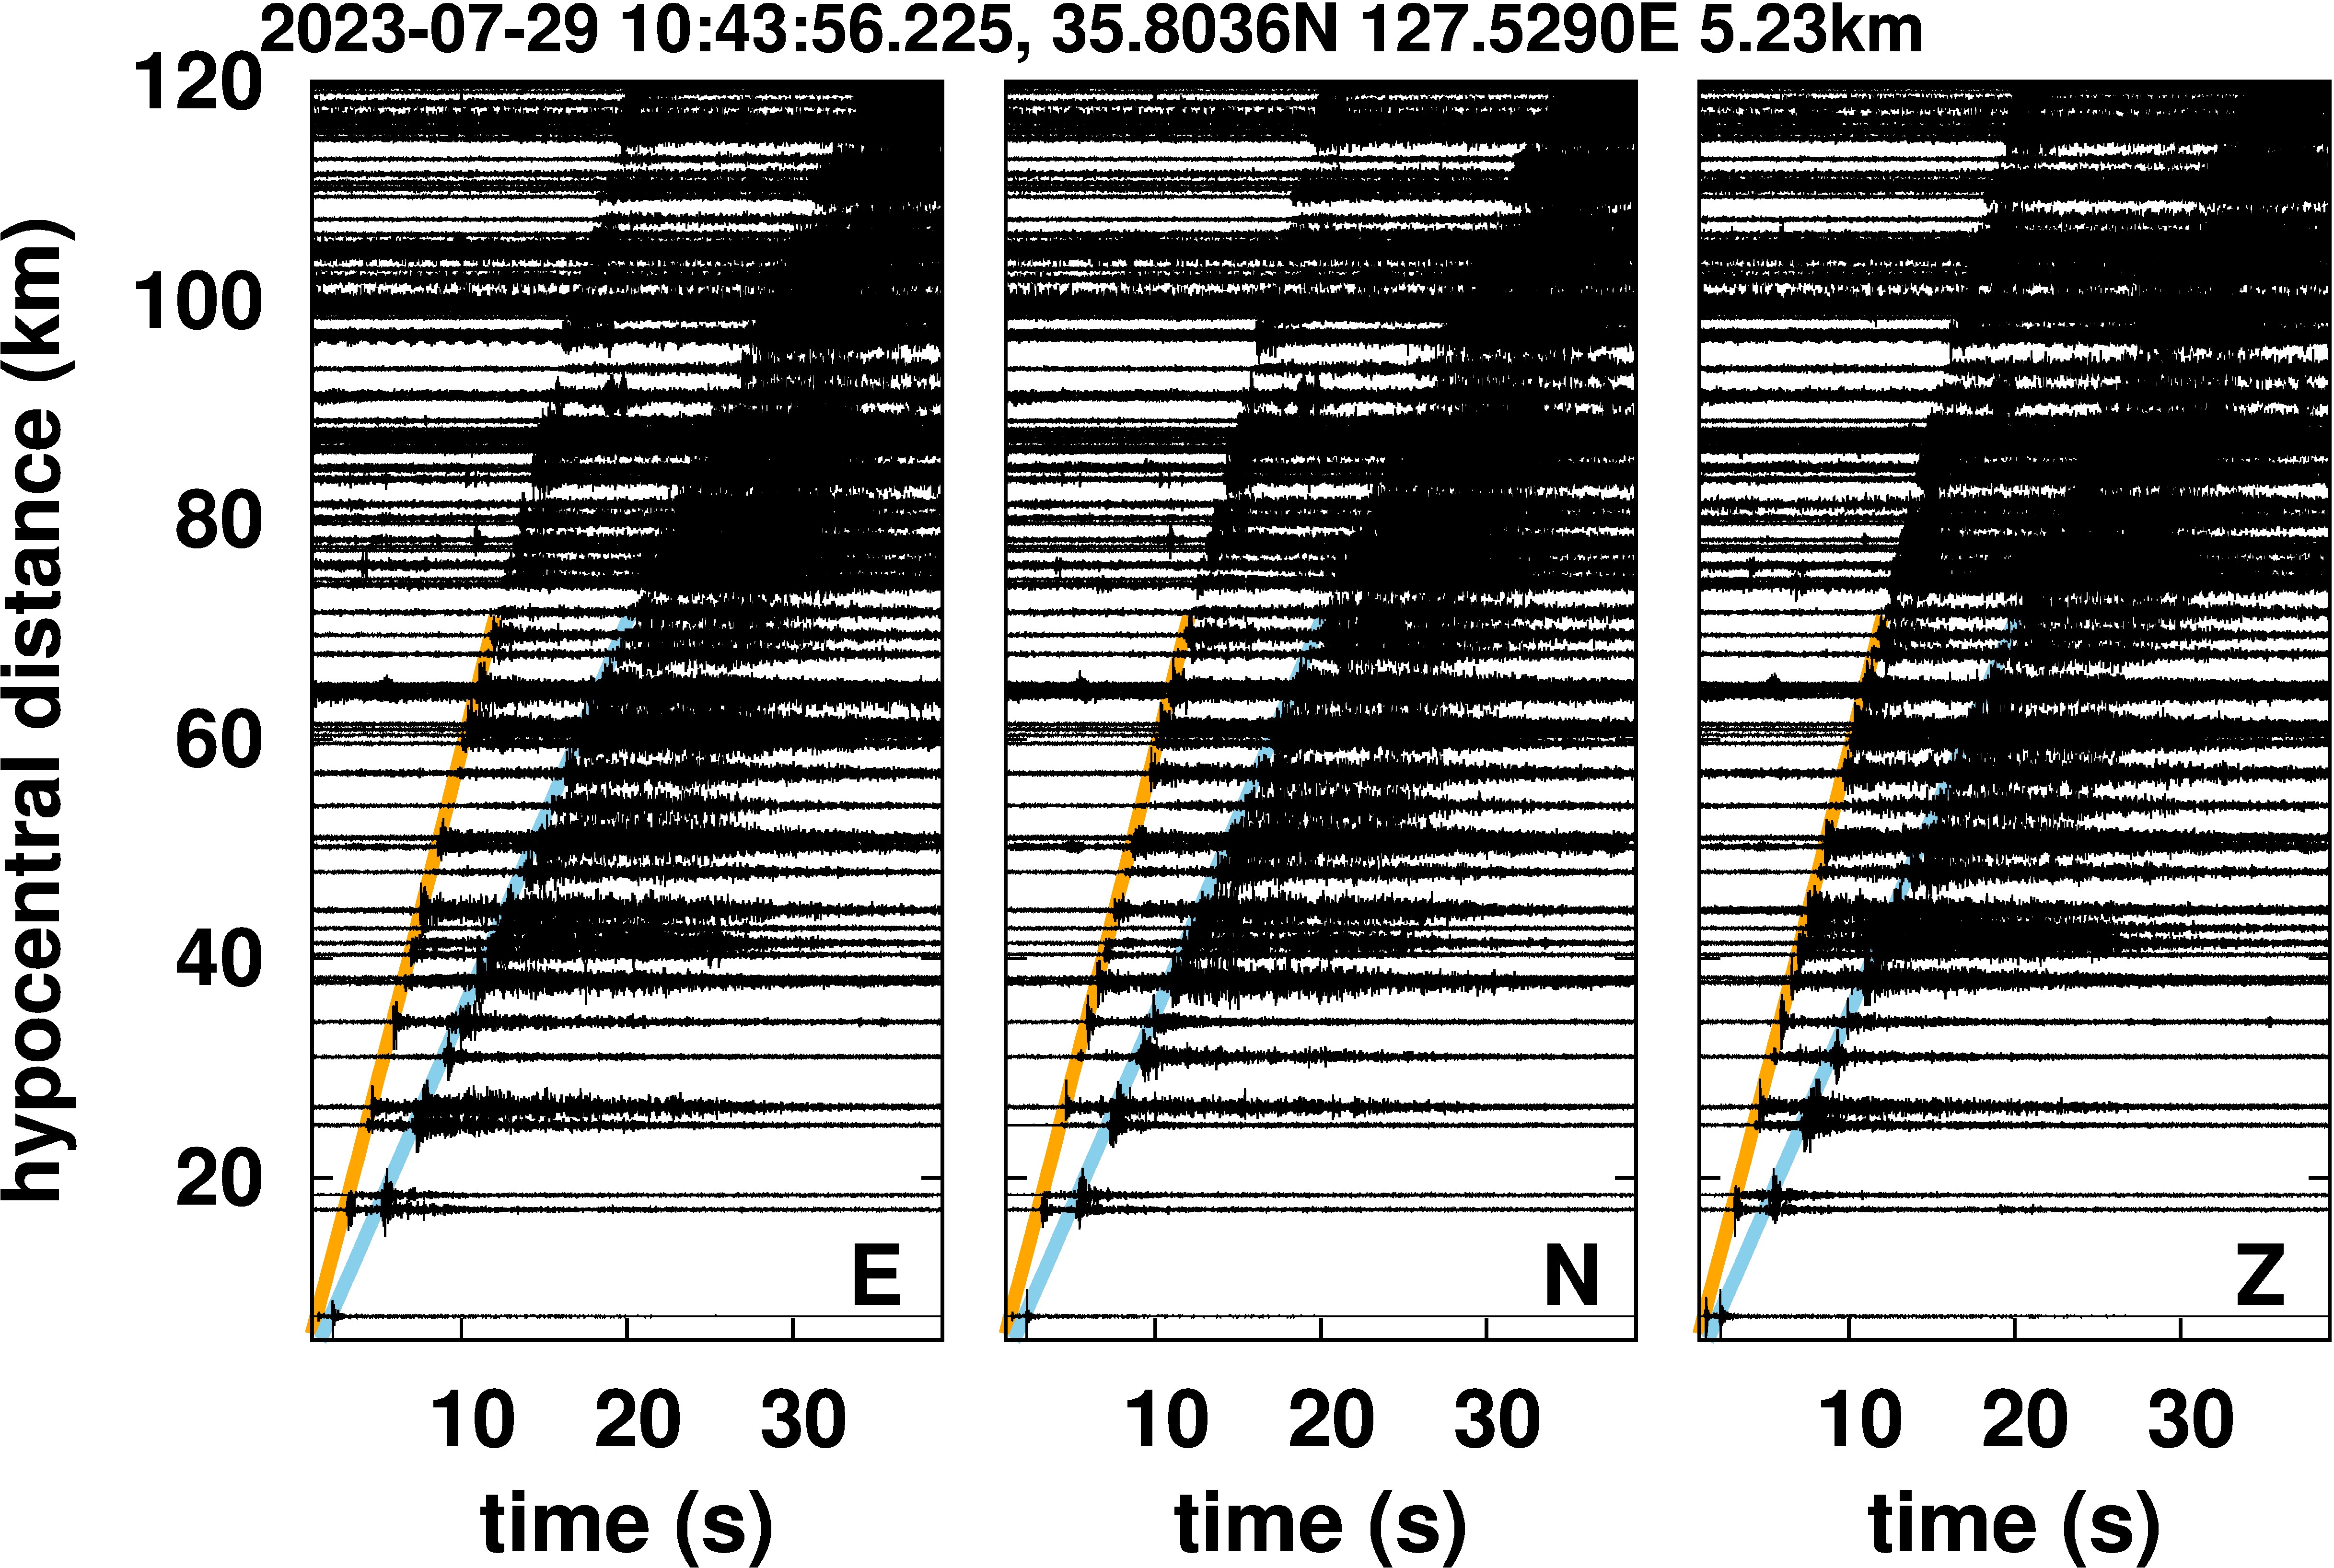 2023-07-29 10:43:56.225, 35.8036N 127.5290E 5.23km
hypocentral distance (km)
120
100
80
60
40
20
E
N
Z
10 20 30
10 20 30
10 20 30
time (s)
time (s)
time (s)